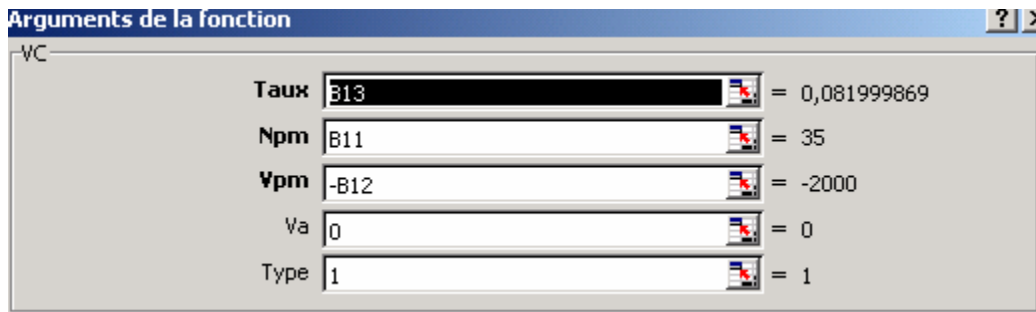 Arguments de la fonction ?
VC
Taux B13 = 0,081999869
Npm B11 = 35
Vpm -B12 = -2000
Va 0 = 0
Type 1 = 1